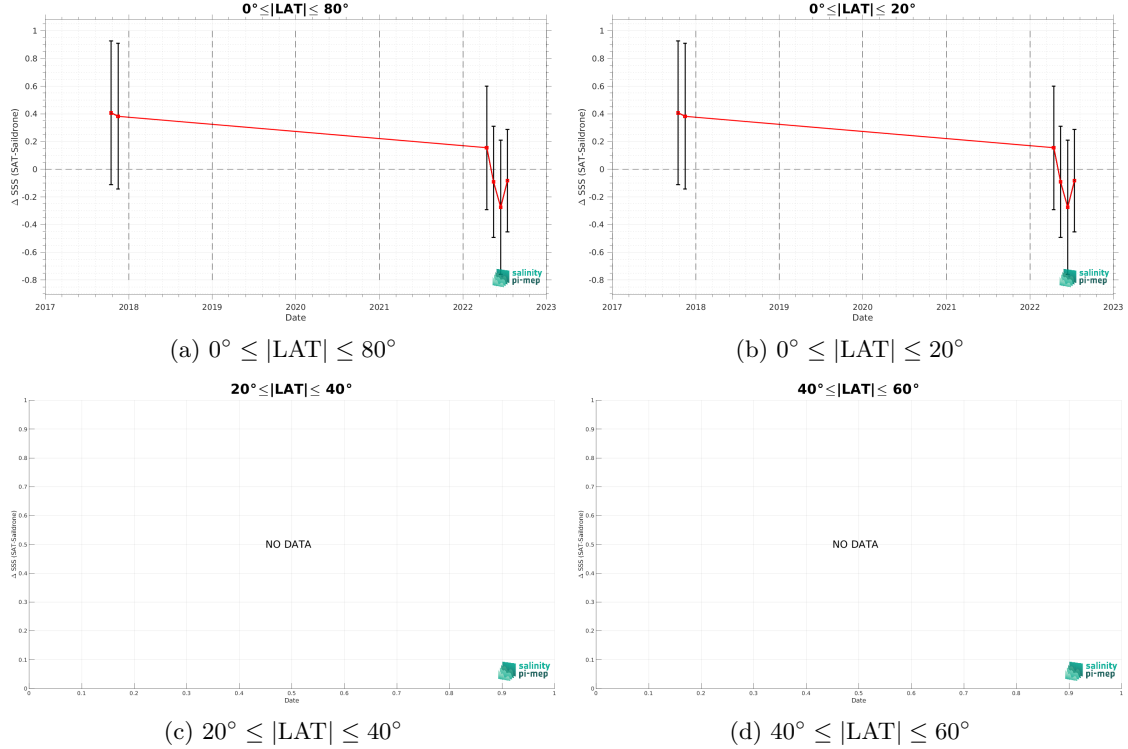 0°≤|LAT|≤ 80°
1
0.8
0.6
0.4
0.2
0
-0.2
-0.4
-0.6
-0.8
Δ SSS (SAT-Saildrone)
2017 2018 2019 2020 2021 2022 2023
Date
salinity
pi-mep
(a) 0° ≤ |LAT| ≤ 80°
0°≤|LAT|≤ 20°
1
0.8
0.6
0.4
0.2
0
-0.2
-0.4
-0.6
-0.8
Δ SSS (SAT-Saildrone)
2017 2018 2019 2020 2021 2022 2023
Date
salinity
pi-mep
(b) 0° ≤ |LAT| ≤ 20°
20°≤|LAT|≤ 40°
1
0.9
0.8
0.7
0.6
0.5
0.4
0.3
0.2
0.1
0
Δ SSS (SAT-Saildrone)
NO DATA
0 0.1 0.2 0.3 0.4 0.5 0.6 0.7 0.8 0.9 1
Date
salinity
pi-mep
(c) 20° ≤ |LAT| ≤ 40°
40°≤|LAT|≤ 60°
1
0.9
0.8
0.7
0.6
0.5
0.4
0.3
0.2
0.1
0
Δ SSS (SAT-Saildrone)
NO DATA
0 0.1 0.2 0.3 0.4 0.5 0.6 0.7 0.8 0.9 1
Date
salinity
pi-mep
(d) 40° ≤ |LAT| ≤ 60°